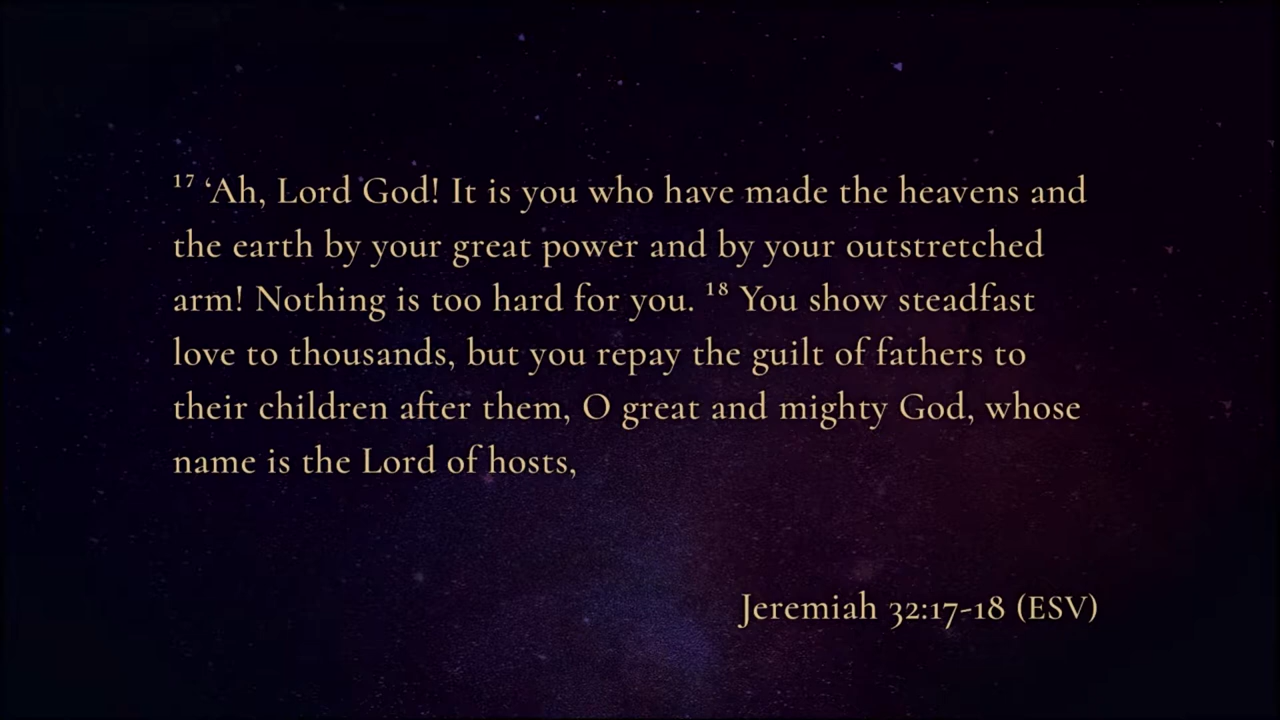 ¹⁷ ‘Ah, Lord God! It is you who have made the heavens and
the earth by your great power and by your outstretched
arm! Nothing is too hard for you. ¹⁸ You show steadfast
love to thousands, but you repay the guilt of fathers to
their children after them, O great and mighty God, whose
name is the Lord of hosts,
Jeremiah 32:17-18 (ESV)